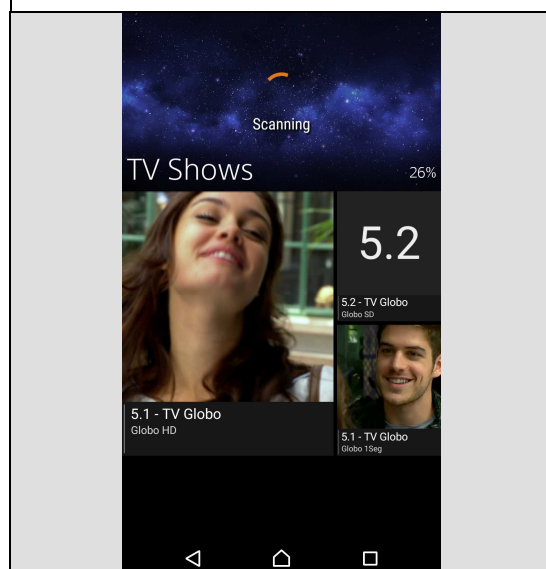 Scanning
TV Shows
26%
5.2
5.2 - TV Globo
Globo SD
5.1 - TV Globo
Globo HD
5.1 - TV Globo
Globo 1Seg